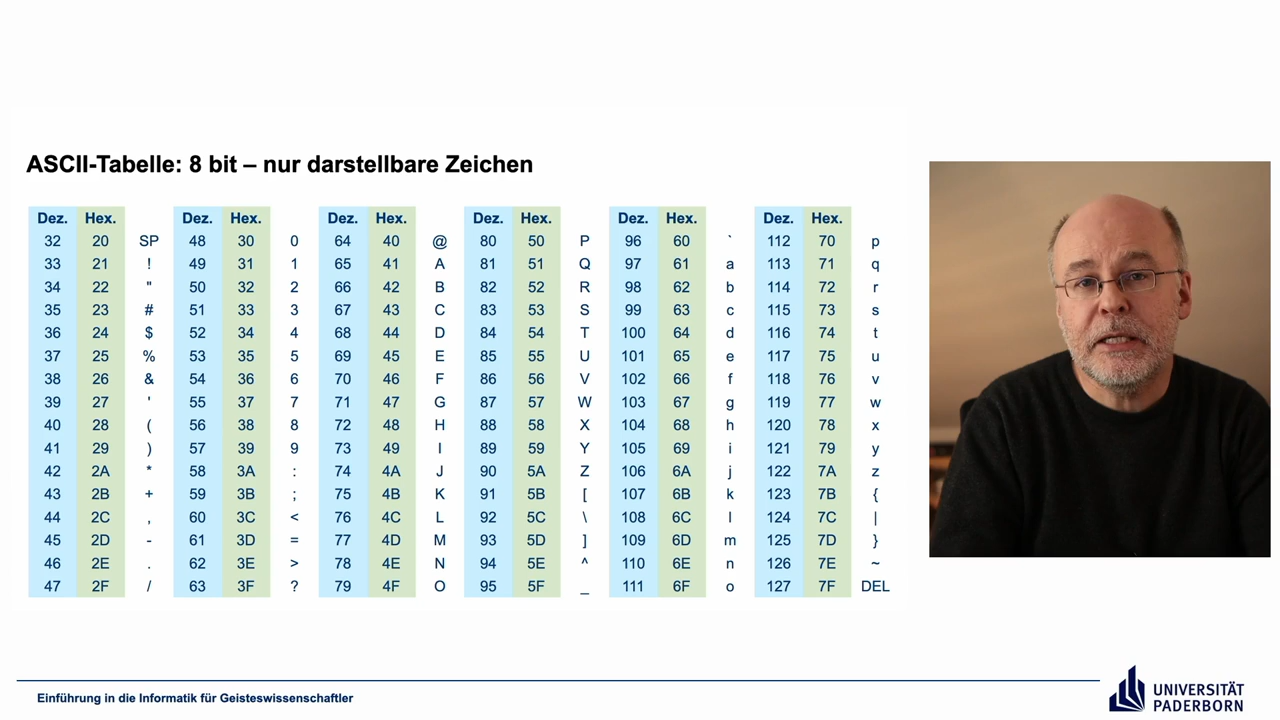 ASCII-Tabelle: 8 bit – nur darstellbare Zeichen
Dez. Hex. Dez. Hex. Dez. Hex. Dez. Hex. Dez. Hex. Dez. Hex.
32 20 SP 48 30 0 64 40 @ 80 50 P 96 60 ` 112 70 p
33 21 ! 49 31 1 65 41 A 81 51 Q 97 61 a 113 71 q
34 22 " 50 32 2 66 42 B 82 52 R 98 62 b 114 72 r
35 23 # 51 33 3 67 43 C 83 53 S 99 63 c 115 73 s
36 24 $ 52 34 4 68 44 D 84 54 T 100 64 d 116 74 t
37 25 % 53 35 5 69 45 E 85 55 U 101 65 e 117 75 u
38 26 & 54 36 6 70 46 F 86 56 V 102 66 f 118 76 v
39 27 ' 55 37 7 71 47 G 87 57 W 103 67 g 119 77 w
40 28 ( 56 38 8 72 48 H 88 58 X 104 68 h 120 78 x
41 29 ) 57 39 9 73 49 I 89 59 Y 105 69 i 121 79 y
42 2A * 58 3A : 74 4A J 90 5A Z 106 6A j 122 7A z
43 2B + 59 3B ; 75 4B K 91 5B [ 107 6B k 123 7B {
44 2C , 60 3C < 76 4C L 92 5C \ 108 6C l 124 7C |
45 2D - 61 3D = 77 4D M 93 5D ] 109 6D m 125 7D }
46 2E . 62 3E > 78 4E N 94 5E ^ 110 6E n 126 7E ~
47 2F / 63 3F ? 79 4F O 95 5F _ 111 6F o 127 7F DEL
Einführung in die Informatik für Geisteswissenschaftler
UNIVERSITÄT
PADERBORN